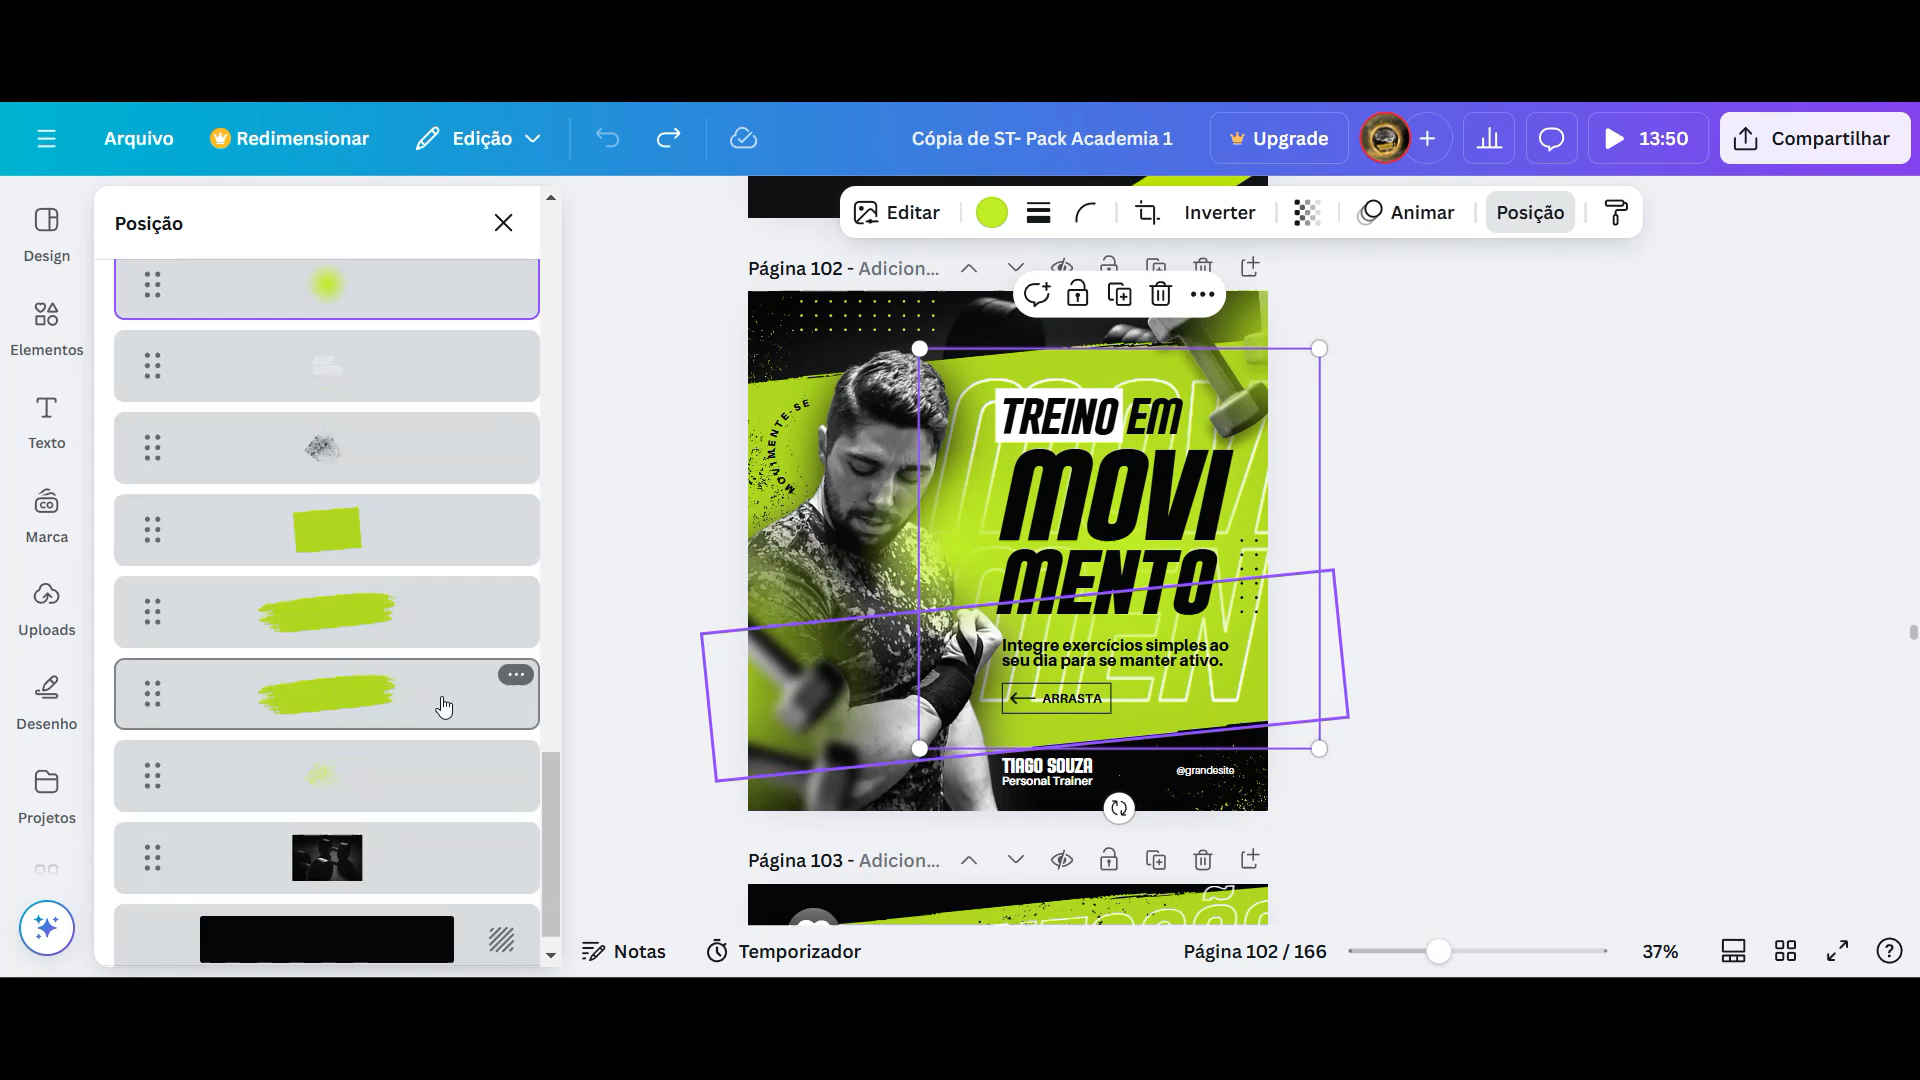 Arquivo
Redimensionar
Edição
Cópia de ST- Pack Academia 1
Upgrade
13:50
Compartilhar
Design
Elementos
Texto
Marca
Uploads
Desenho
Projetos
Posição
Editar
Inverter
Animar
Posição
Página 102 - Adicion...
MOVIMENTE-SE
TREINO EM
MOVI
MENTO
Integre exercícios simples ao
seu dia para se manter ativo.
ARRASTA
TIAGO SOUZA
Personal Trainer
@grandesite
Página 103 - Adicion...
Notas
Temporizador
Página 102 / 166
37%